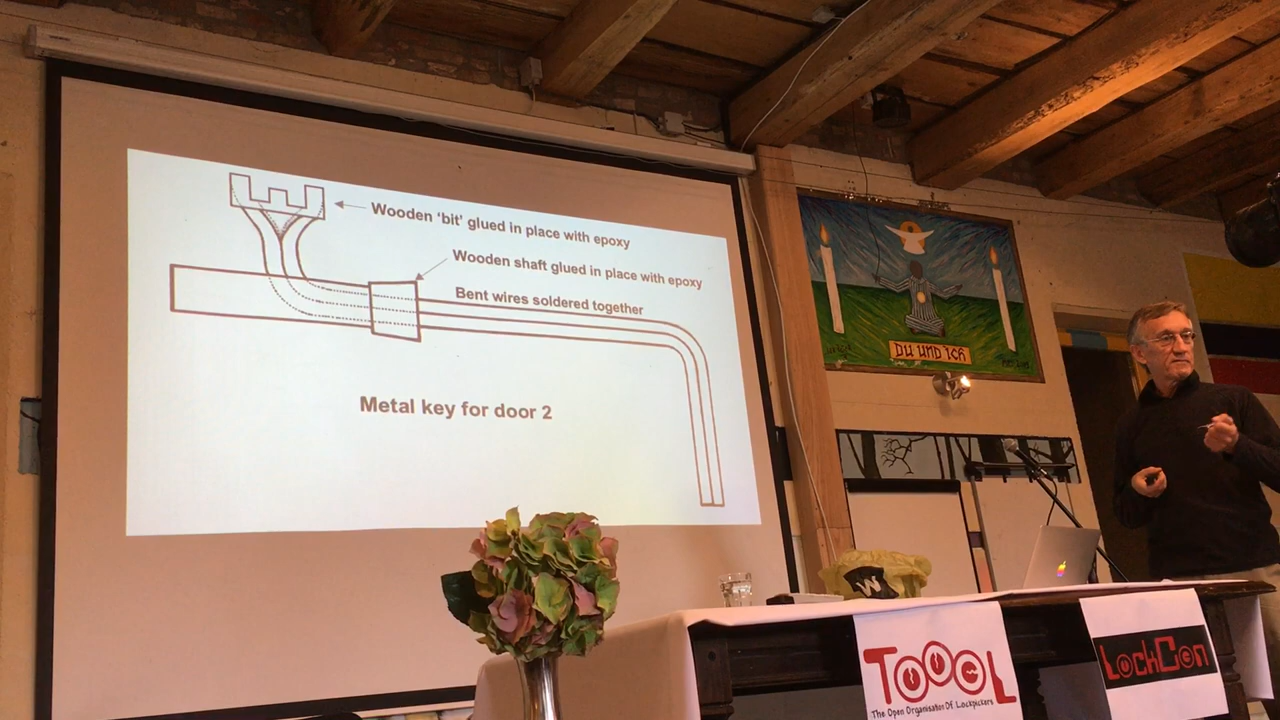 Wooden ‘bit’ glued in place with epoxy
Wooden shaft glued in place with epoxy
Bent wires soldered together
Metal key for door 2
DU UND ICH
W
TOOOL
The Open Organisation Of Lockpickers
LockCon